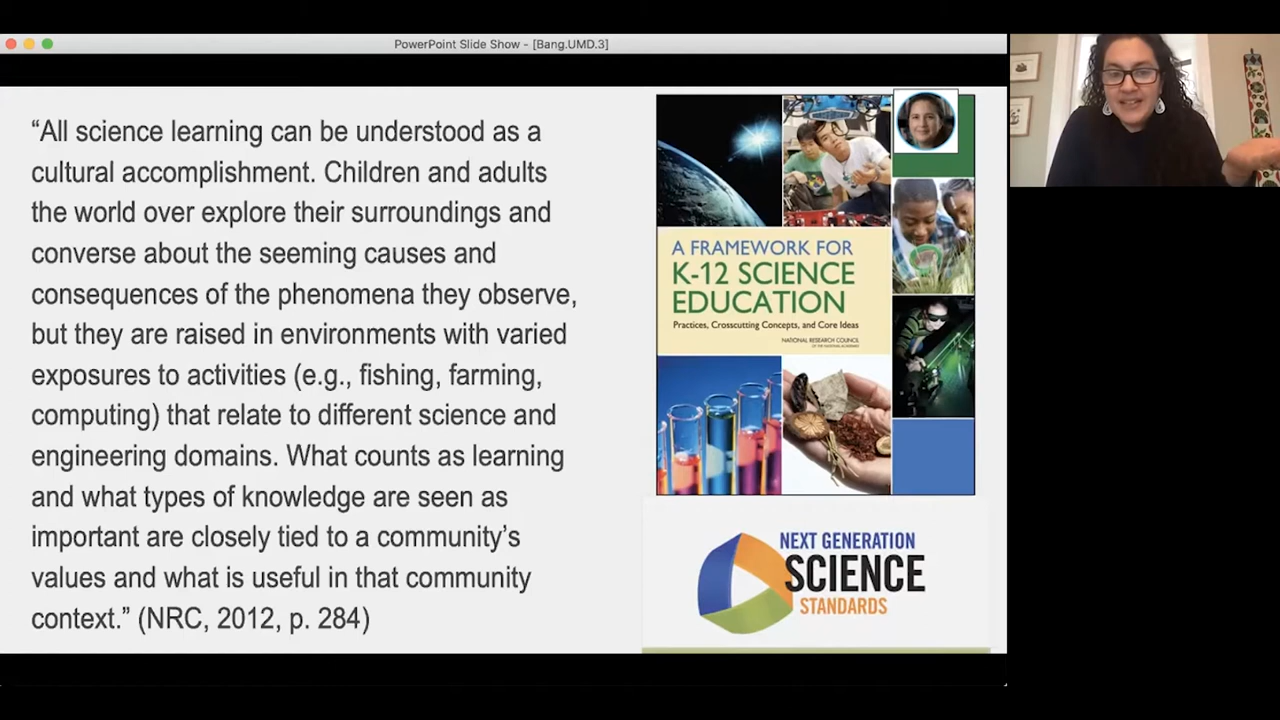 PowerPoint Slide Show - [Bang.UMD.3]
“All science learning can be understood as a
cultural accomplishment. Children and adults
the world over explore their surroundings and
converse about the seeming causes and
consequences of the phenomena they observe,
but they are raised in environments with varied
exposures to activities (e.g., fishing, farming,
computing) that relate to different science and
engineering domains. What counts as learning
and what types of knowledge are seen as
important are closely tied to a community’s
values and what is useful in that community
context.” (NRC, 2012, p. 284)
A FRAMEWORK FOR
K-12 SCIENCE
EDUCATION
Practices, Crosscutting Concepts, and Core Ideas
NATIONAL RESEARCH COUNCIL
OF THE NATIONAL ACADEMIES
NEXT GENERATION
SCIENCE
STANDARDS